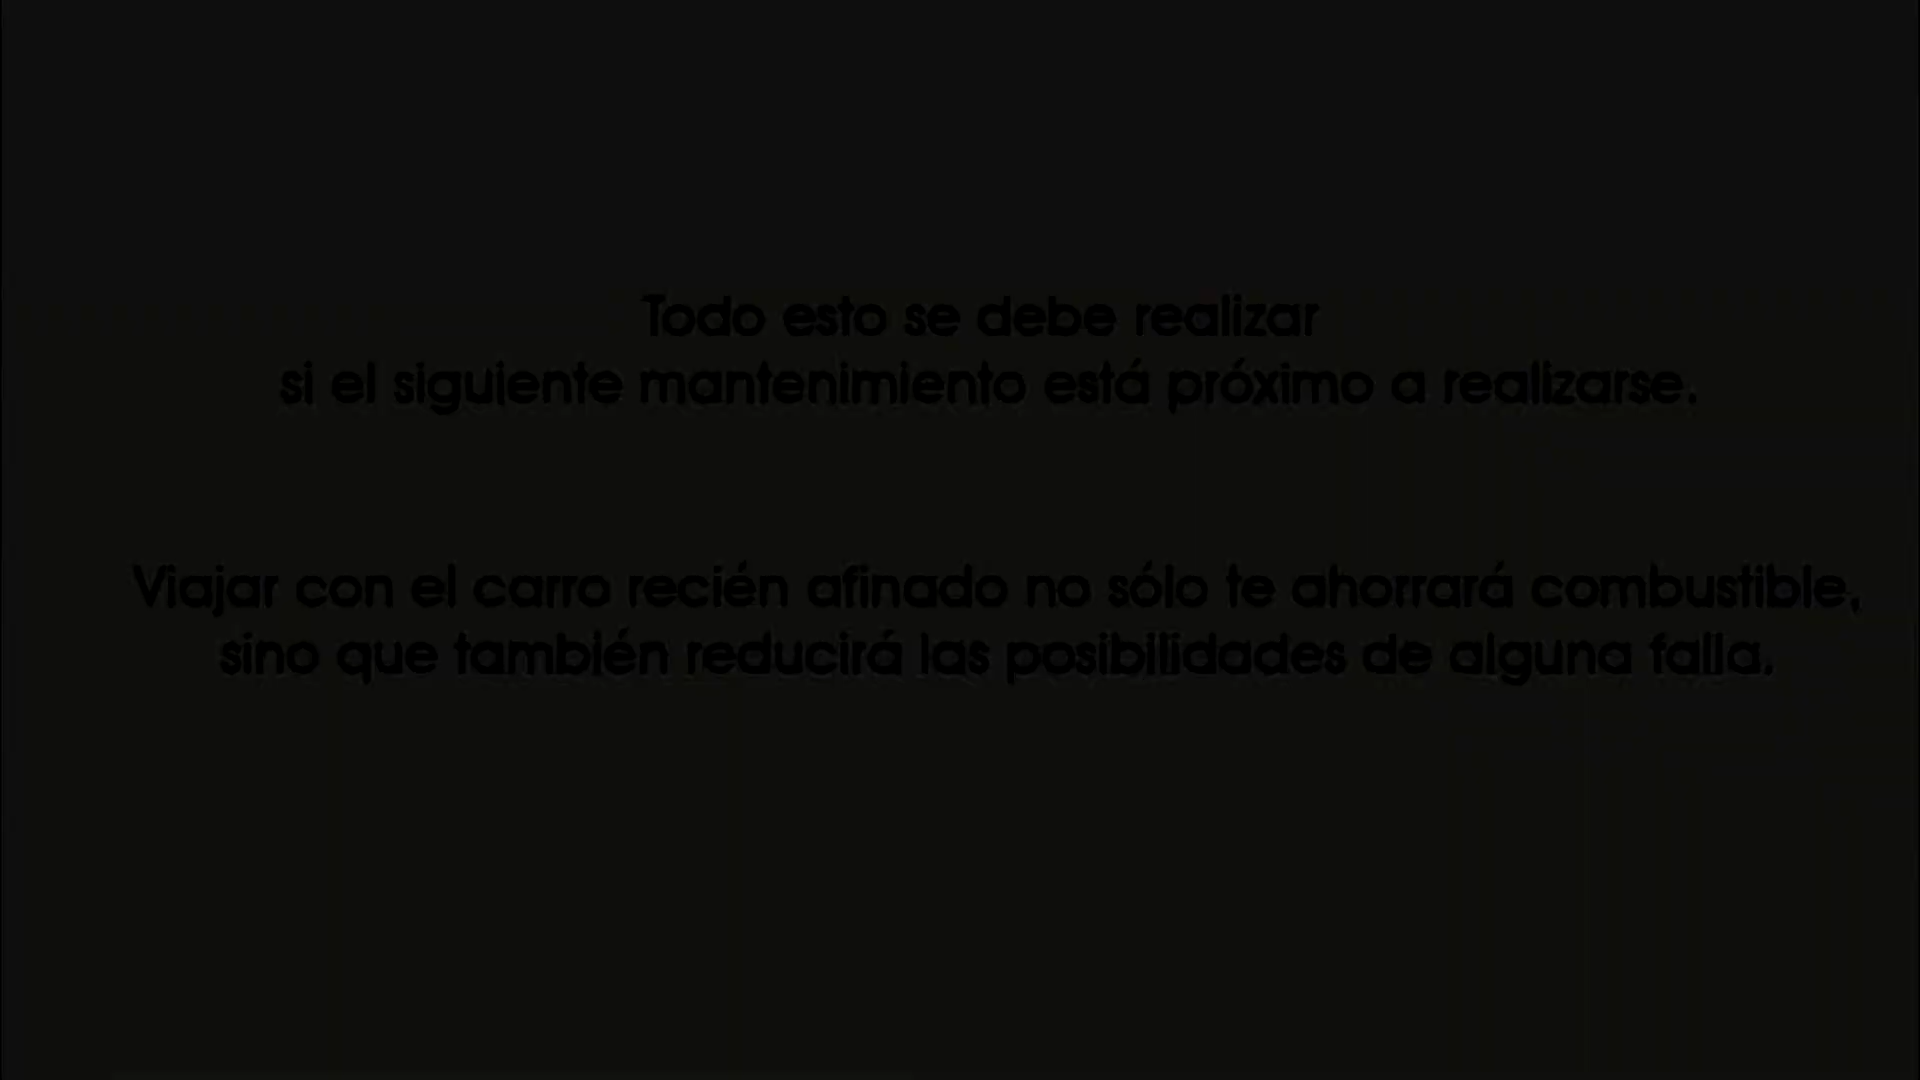 Todo esto se debe realizar
si el siguiente mantenimiento está próximo a realizarse.
Viajar con el carro recién afinado no sólo te ahorrará combustible,
sino que también reducirá las posibilidades de alguna falla.